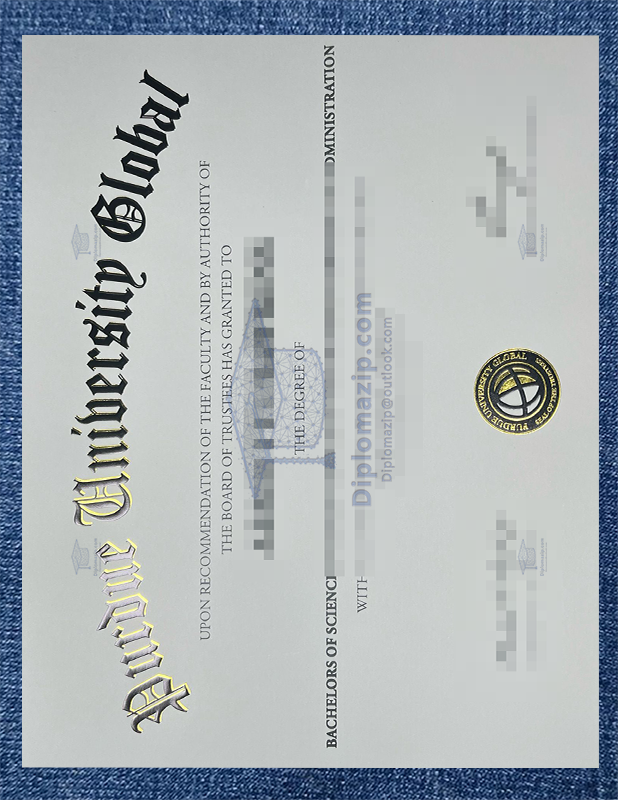 Purdue University Global
UPON RECOMMENDATION OF THE FACULTY AND BY AUTHORITY OF
THE BOARD OF TRUSTEES HAS GRANTED TO
THE DEGREE OF
BACHELORS OF SCIENC DMINISTRATION
WITH
Diplomazip.com
Diplomazip@outlook.com
PURDUE UNIVERSITY GLOBAL